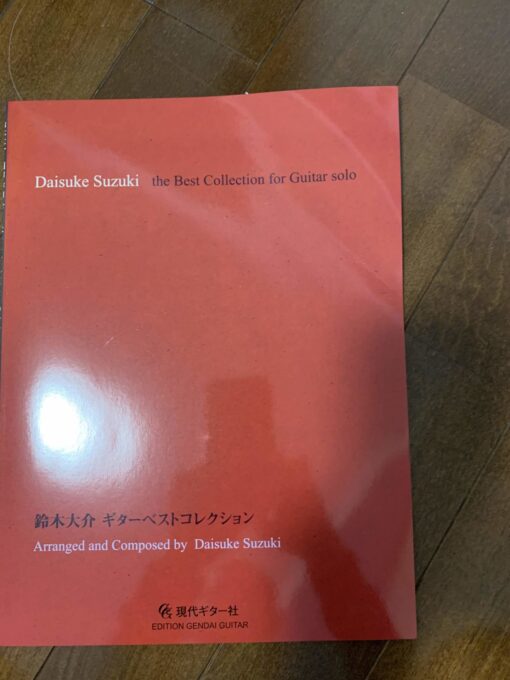 Daisuke Suzuki the Best Collection for Guitar solo
鈴木大介 ギターベストコレクション
Arranged and Composed by Daisuke Suzuki
現代ギター社
EDITION GENDAI GUITAR